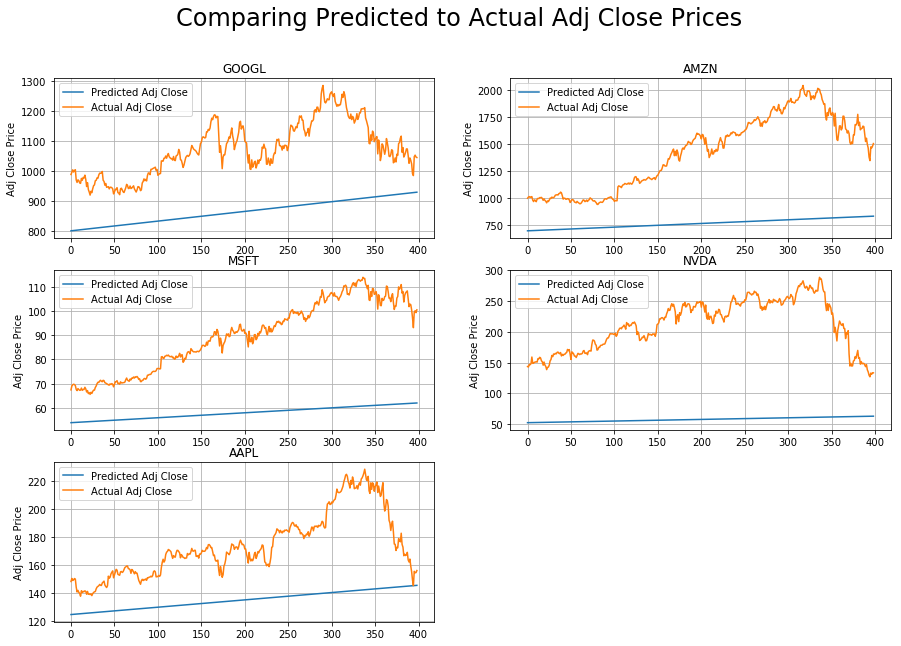 Comparing Predicted to Actual Adj Close Prices
GOOGL
Adj Close Price
1300
1200
1100
1000
900
800
Predicted Adj Close
Actual Adj Close
0 50 100 150 200 250 300 350 400
AMZN
Adj Close Price
2000
1750
1500
1250
1000
750
Predicted Adj Close
Actual Adj Close
0 50 100 150 200 250 300 350 400
MSFT
Adj Close Price
110
100
90
80
70
60
Predicted Adj Close
Actual Adj Close
0 50 100 150 200 250 300 350 400
NVDA
Adj Close Price
300
250
200
150
100
50
Predicted Adj Close
Actual Adj Close
0 50 100 150 200 250 300 350 400
AAPL
Adj Close Price
220
200
180
160
140
120
Predicted Adj Close
Actual Adj Close
0 50 100 150 200 250 300 350 400